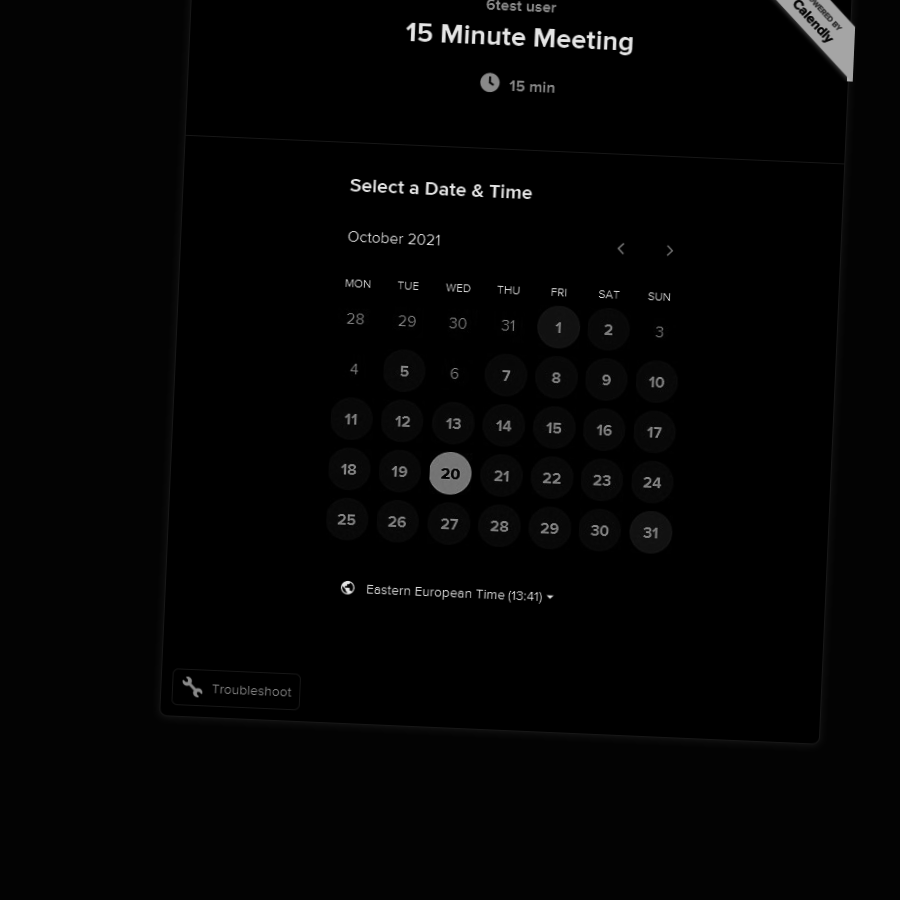 6test user
POWERED BY
Calendly
15 Minute Meeting
15 min
Select a Date & Time
October 2021
MON TUE WED THU FRI SAT SUN
28 29 30 31 1 2 3
4 5 6 7 8 9 10
11 12 13 14 15 16 17
18 19 20 21 22 23 24
25 26 27 28 29 30 31
Eastern European Time (13:41)
Troubleshoot